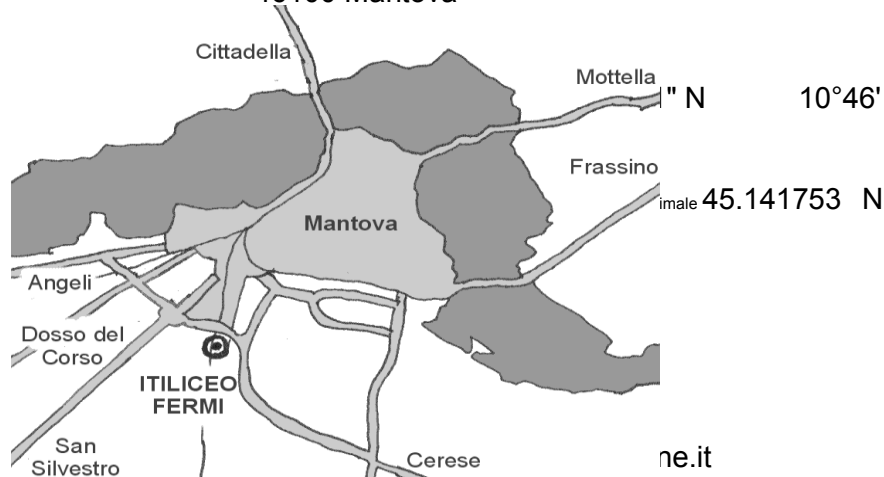 Cittadella
Mottella
" N 10°46'
Frassino
imale 45.141753 N
Mantova
Angeli
Dosso del
Corso
ITILICEO
FERMI
San
Silvestro
Cerese
ne.it